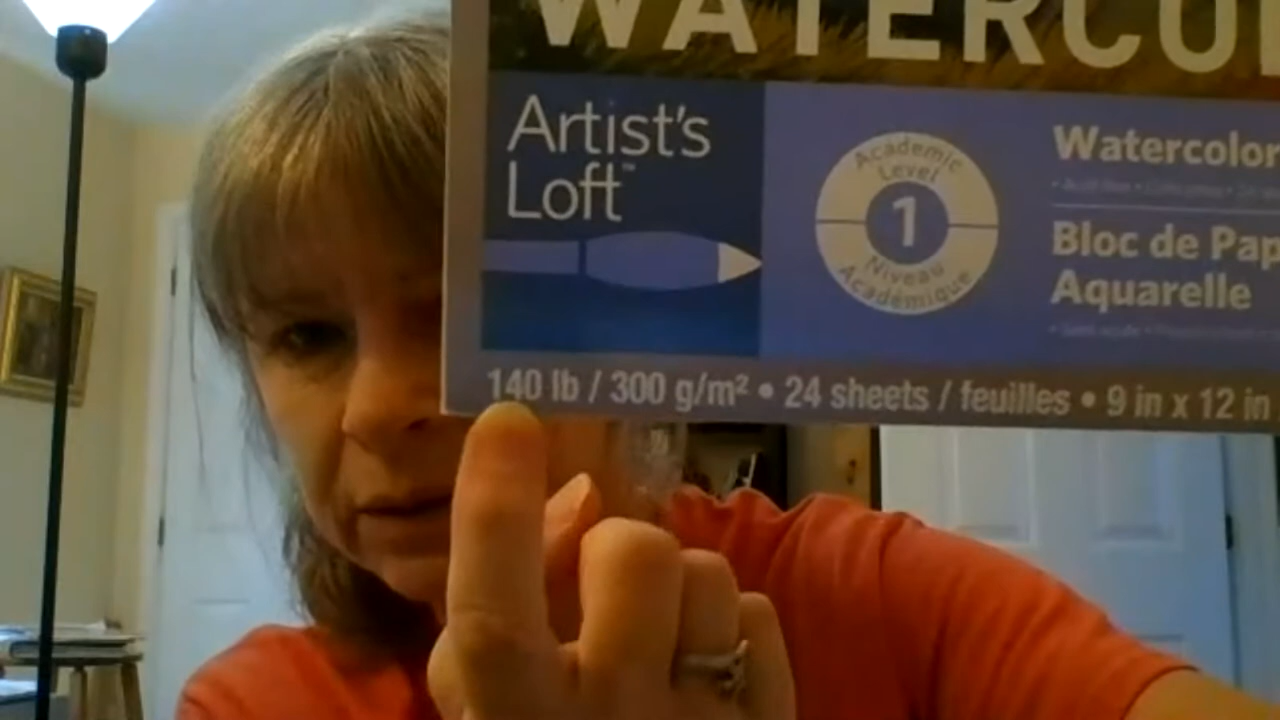 WATERCO
Artist's
Loft™
Academic
Level
1
Niveau
Académique
Watercolor
Bloc de Pap
Aquarelle
140 lb / 300 g/m² • 24 sheets / feuilles • 9 in x 12 in